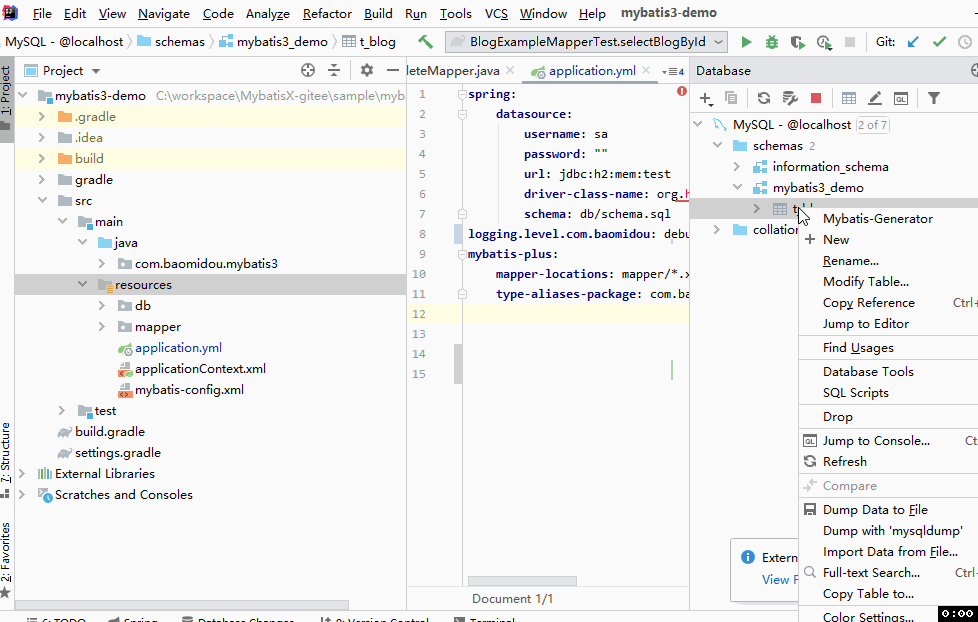 File Edit View Navigate Code Analyze Refactor Build Run Tools VCS Window Help mybatis3-demo
MySQL - @localhost schemas mybatis3_demo t_blog BlogExampleMapperTest.selectBlogById Git:
1: Project
7: Structure
2: Favorites
Project
mybatis3-demo C:\workspace\MybatisX-gitee\sample\myb
.gradle
.idea
build
gradle
src
main
java
com.baomidou.mybatis3
resources
db
mapper
application.yml
applicationContext.xml
mybatis-config.xml
test
build.gradle
settings.gradle
External Libraries
Scratches and Consoles
leteMapper.java application.yml 4
1 spring:
2 datasource:
3 username: sa
4 password: ""
5 url: jdbc:h2:mem:test
6 driver-class-name: org.h
7 schema: db/schema.sql
8 logging.level.com.baomidou: debu
9 mybatis-plus:
10 mapper-locations: mapper/*.x
11 type-aliases-package: com.ba
12
13
14
15
Document 1/1
Database
QL
MySQL - @localhost 2 of 7
schemas 2
information_schema
mybatis3_demo
collation
Mybatis-Generator
New
Rename...
Modify Table...
Copy Reference Ctrl+
Jump to Editor
Find Usages
Database Tools
SQL Scripts
Drop
QL Jump to Console... Ct
Refresh
Compare
Dump Data to File
Dump with 'mysqldump'
Import Data from File...
Full-text Search... Ctrl+
Copy Table to...
Color Settings...
Extern
View F
6: TODO Spring Database Changes 9: Version Control Terminal
0:00